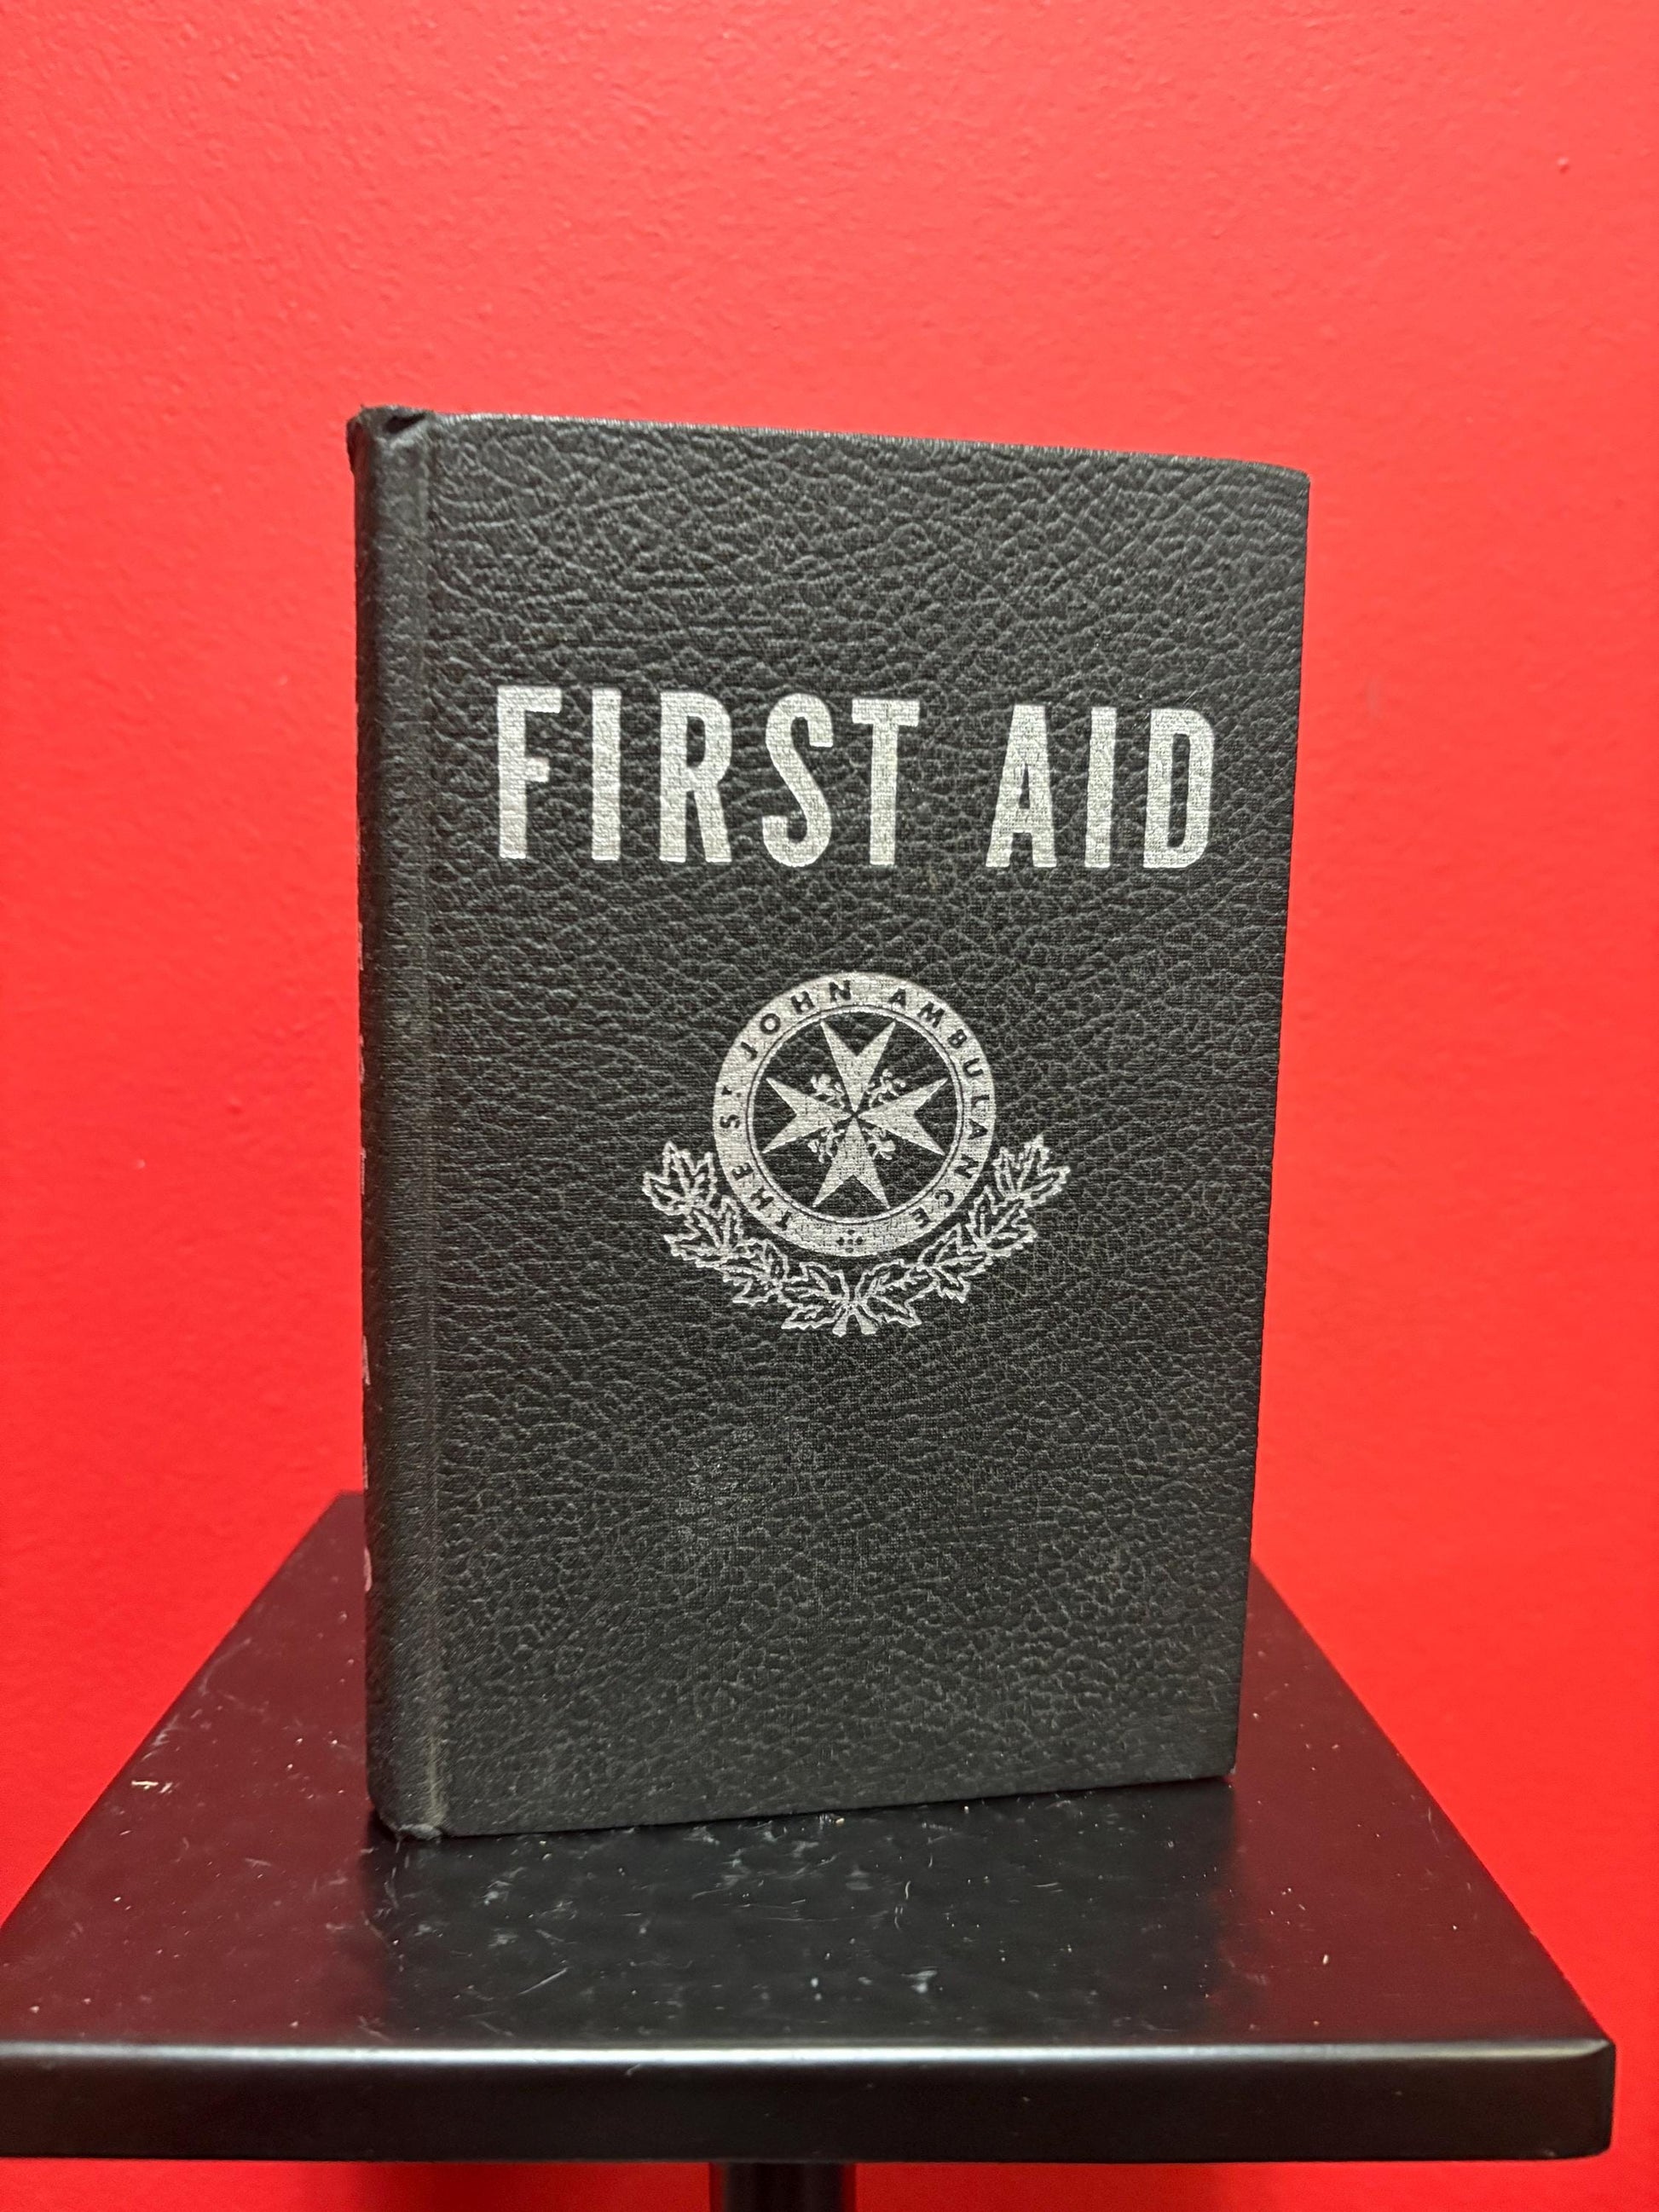 FIRST AID
THE ST JOHN AMBULANCE